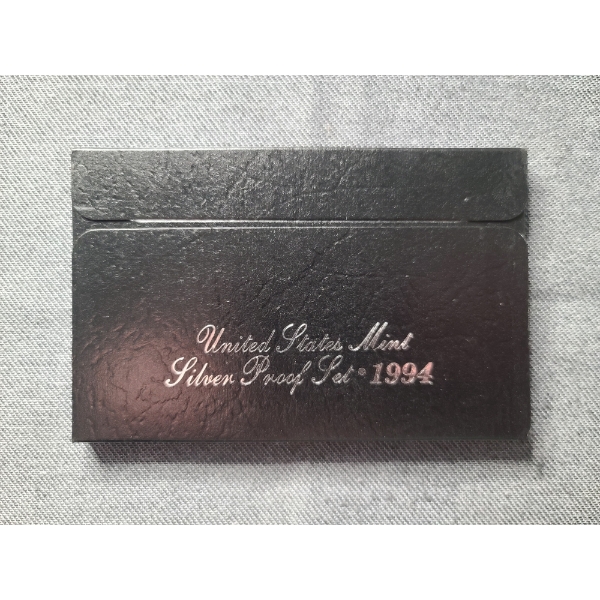 United States Mint
Silver Proof Set • 1994